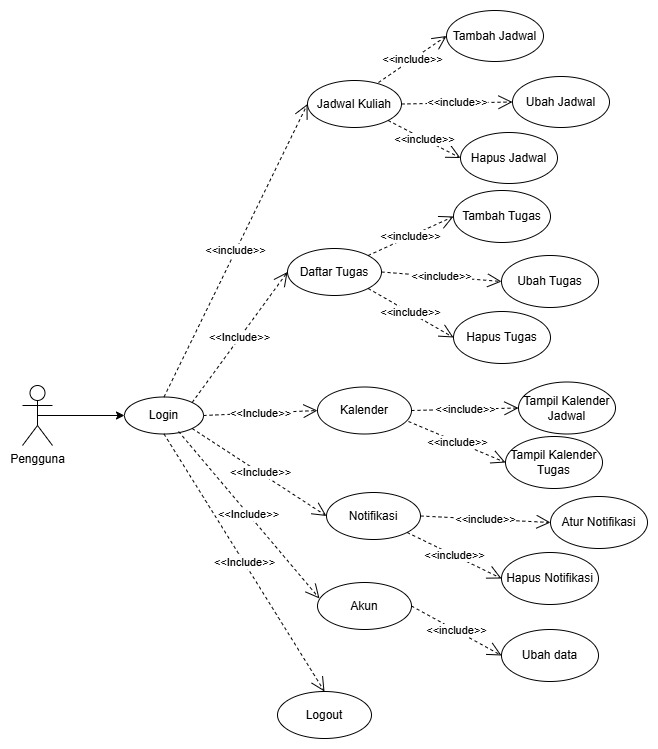 Tambah Jadwal
<<include>>
Jadwal Kuliah
<<include>>
Ubah Jadwal
<<include>>
Hapus Jadwal
Tambah Tugas
<<include>>
<<include>>
Daftar Tugas
<<include>>
Ubah Tugas
<<include>>
Hapus Tugas
<<Include>>
Tampil Kalender
Jadwal
Pengguna
Login
<<Include>>
Kalender
<<include>>
<<include>>
Tampil Kalender
Tugas
<<Include>>
Notifikasi
<<include>>
Atur Notifikasi
<<Include>>
<<include>>
Hapus Notifikasi
<<Include>>
Akun
<<include>>
Ubah data
Logout